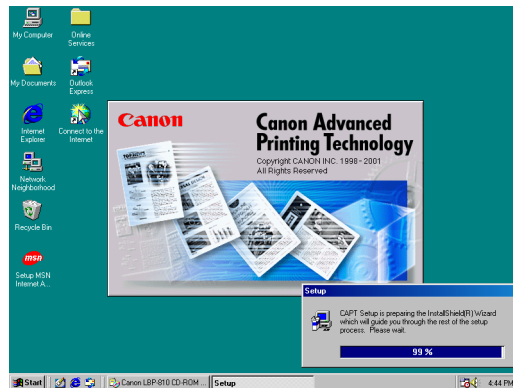 My Computer
Online
Services
My Documents
Outlook
Express
Internet
Explorer
Connect to the
Internet
Network
Neighborhood
Recycle Bin
msn
Setup MSN
Internet A...
Canon
Canon Advanced
Printing Technology
Copyright CANON INC. 1998-2001
All Rights Reserved
Setup
CAPT Setup is preparing the InstallShield(R) Wizard
which will guide you through the rest of the setup
process. Please wait.
99 %
Start
Canon LBP-810 CD-ROM ...
Setup
4:44 PM